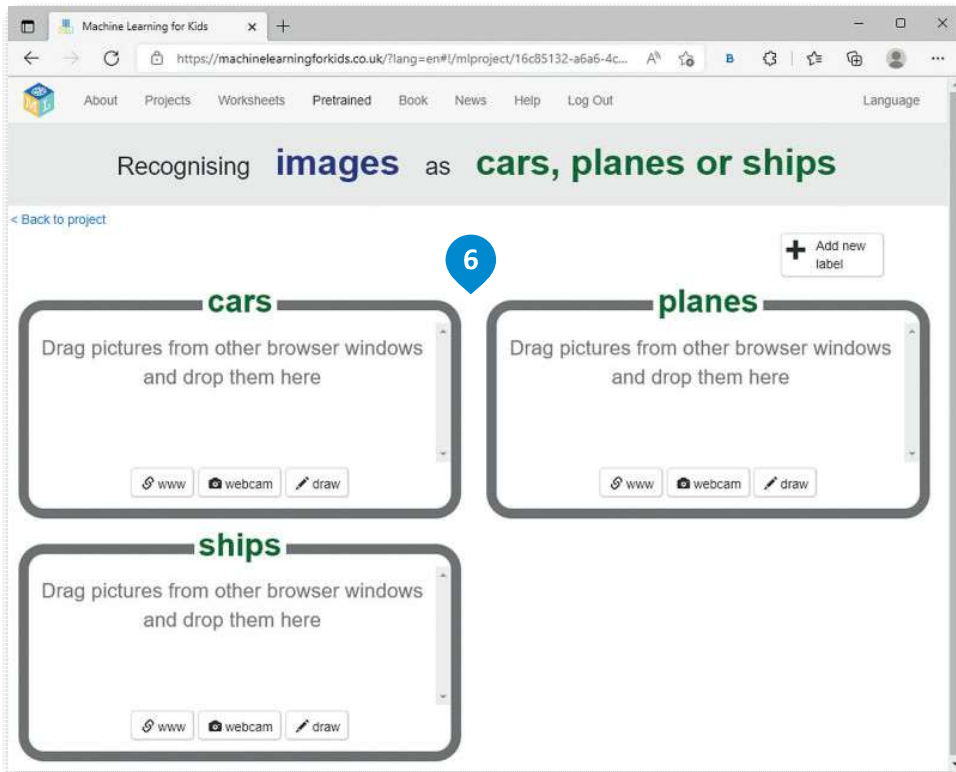 Machine Learning for Kids
https://machinelearningforkids.co.uk/?lang=en#!/mlproject/16c85132-a6a6-4c...
About Projects Worksheets Pretrained Book News Help Log Out Language
Recognising images as cars, planes or ships
< Back to project
Add new
label
6
cars
Drag pictures from other browser windows
and drop them here
www webcam draw
planes
Drag pictures from other browser windows
and drop them here
www webcam draw
ships
Drag pictures from other browser windows
and drop them here
www webcam draw